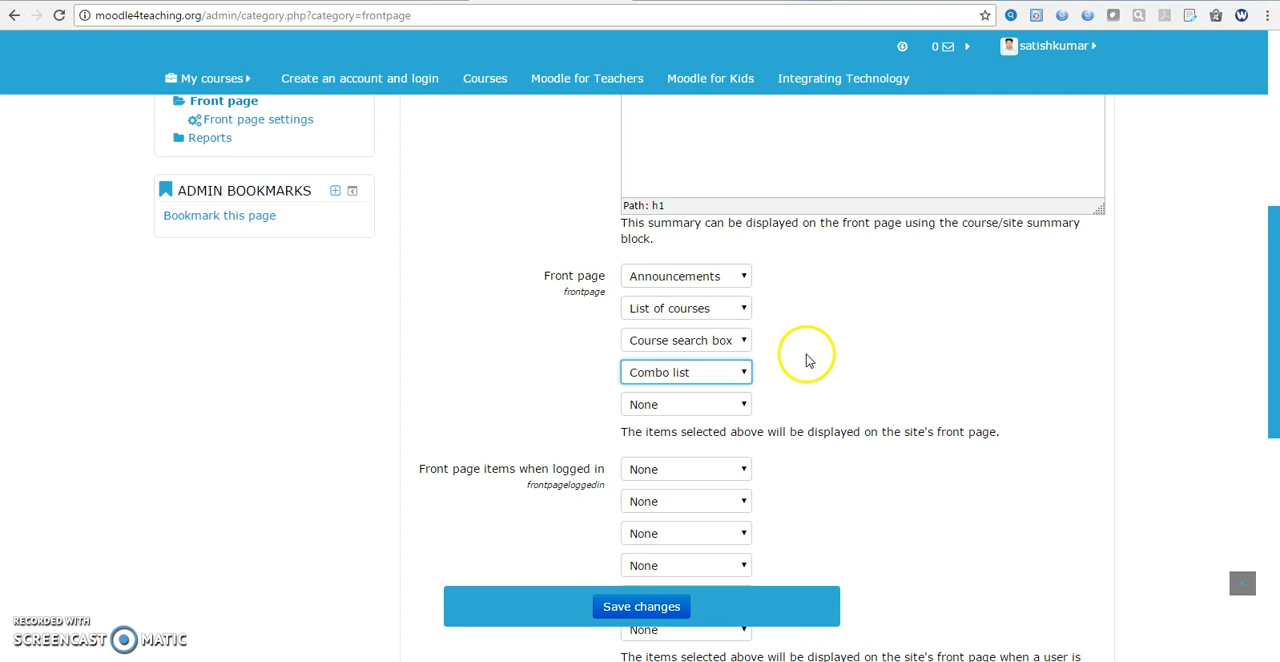 moodle4teaching.org/admin/category.php?category=frontpage
0
satishkumar
My courses
Create an account and login
Courses
Moodle for Teachers
Moodle for Kids
Integrating Technology
Front page
Front page settings
Reports
ADMIN BOOKMARKS
Bookmark this page
Path: h1
This summary can be displayed on the front page using the course/site summary
block.
Front page
frontpage
Announcements
List of courses
Course search box
Combo list
None
The items selected above will be displayed on the site's front page.
Front page items when logged in
frontpageloggedin
None
None
None
None
Save changes
None
The items selected above will be displayed on the site's front page when a user is
RECORDED WITH
SCREENCAST MATIC